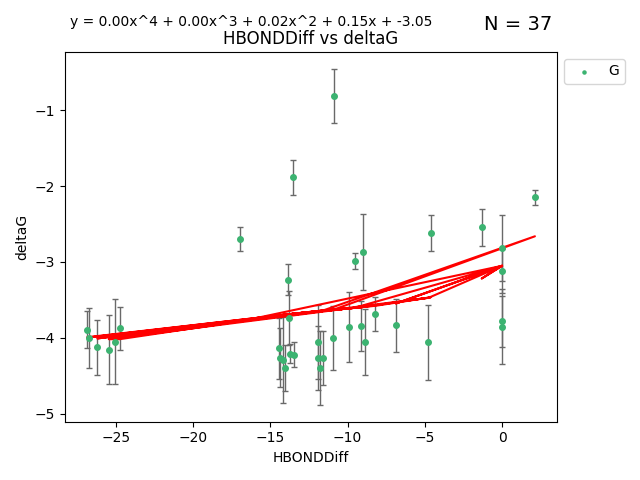 y = 0.00x^4 + 0.00x^3 + 0.02x^2 + 0.15x + -3.05
N = 37
HBONDDiff vs deltaG
G
−1
−2
−3
−4
−5
deltaG
−25 −20 −15 −10 −5 0
HBONDDiff